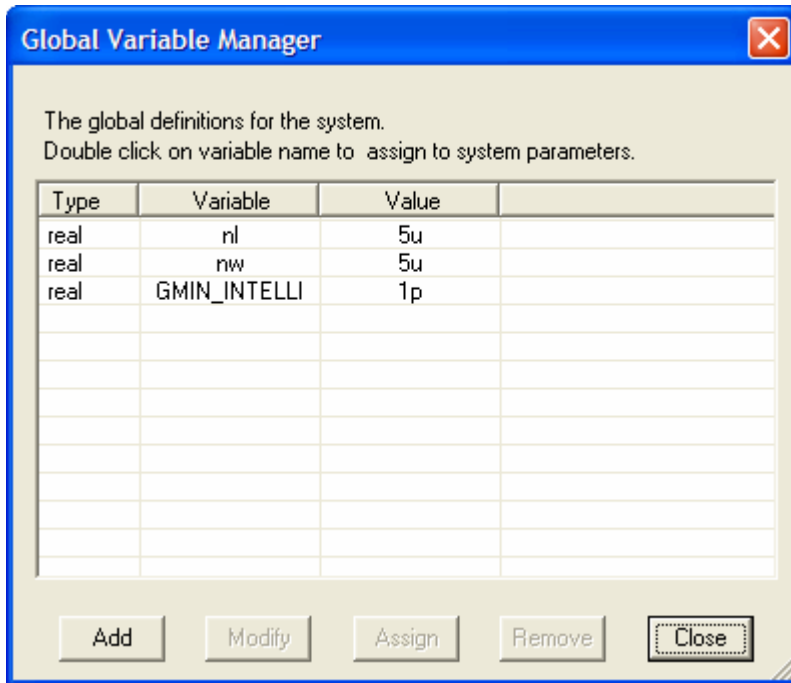 Global Variable Manager
The global definitions for the system.
Double click on variable name to assign to system parameters.
Type Variable Value
real nl 5u
real nw 5u
real GMIN_INTELLI 1p
Add Modify Assign Remove Close